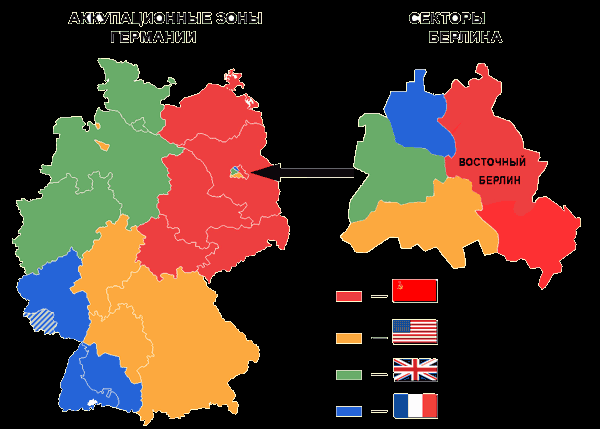 АККУПАЦИОННЫЕ ЗОНЫ
ГЕРМАНИИ
СЕКТОРЫ
БЕРЛИНА
ВОСТОЧНЫЙ
БЕРЛИН